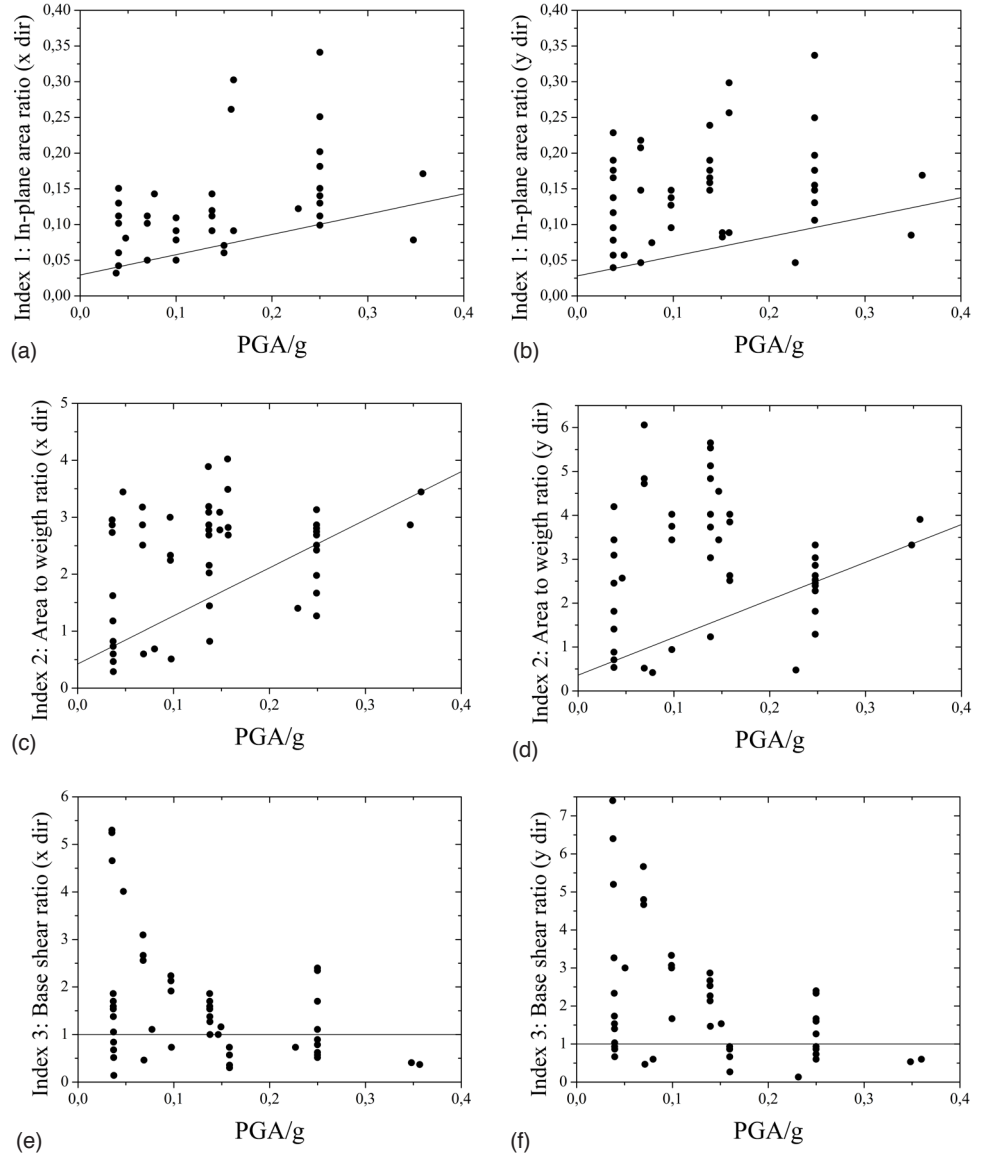 0,40
0,35
0,30
0,25
0,20
0,15
0,10
0,05
0,00
Index 1: In-plane area ratio (x dir)
0,0 0,1 0,2 0,3 0,4
PGA/g
(a)
0,40
0,35
0,30
0,25
0,20
0,15
0,10
0,05
0,00
Index 1: In-plane area ratio (y dir)
0,0 0,1 0,2 0,3 0,4
PGA/g
(b)
5
4
3
2
1
0
Index 2: Area to weigth ratio (x dir)
0,0 0,1 0,2 0,3 0,4
PGA/g
(c)
6
5
4
3
2
1
0
Index 2: Area to weigth ratio (y dir)
0,0 0,1 0,2 0,3 0,4
PGA/g
(d)
6
5
4
3
2
1
0
Index 3: Base shear ratio (x dir)
0,0 0,1 0,2 0,3 0,4
PGA/g
(e)
7
6
5
4
3
2
1
0
Index 3: Base shear ratio (y dir)
0,0 0,1 0,2 0,3 0,4
PGA/g
(f)